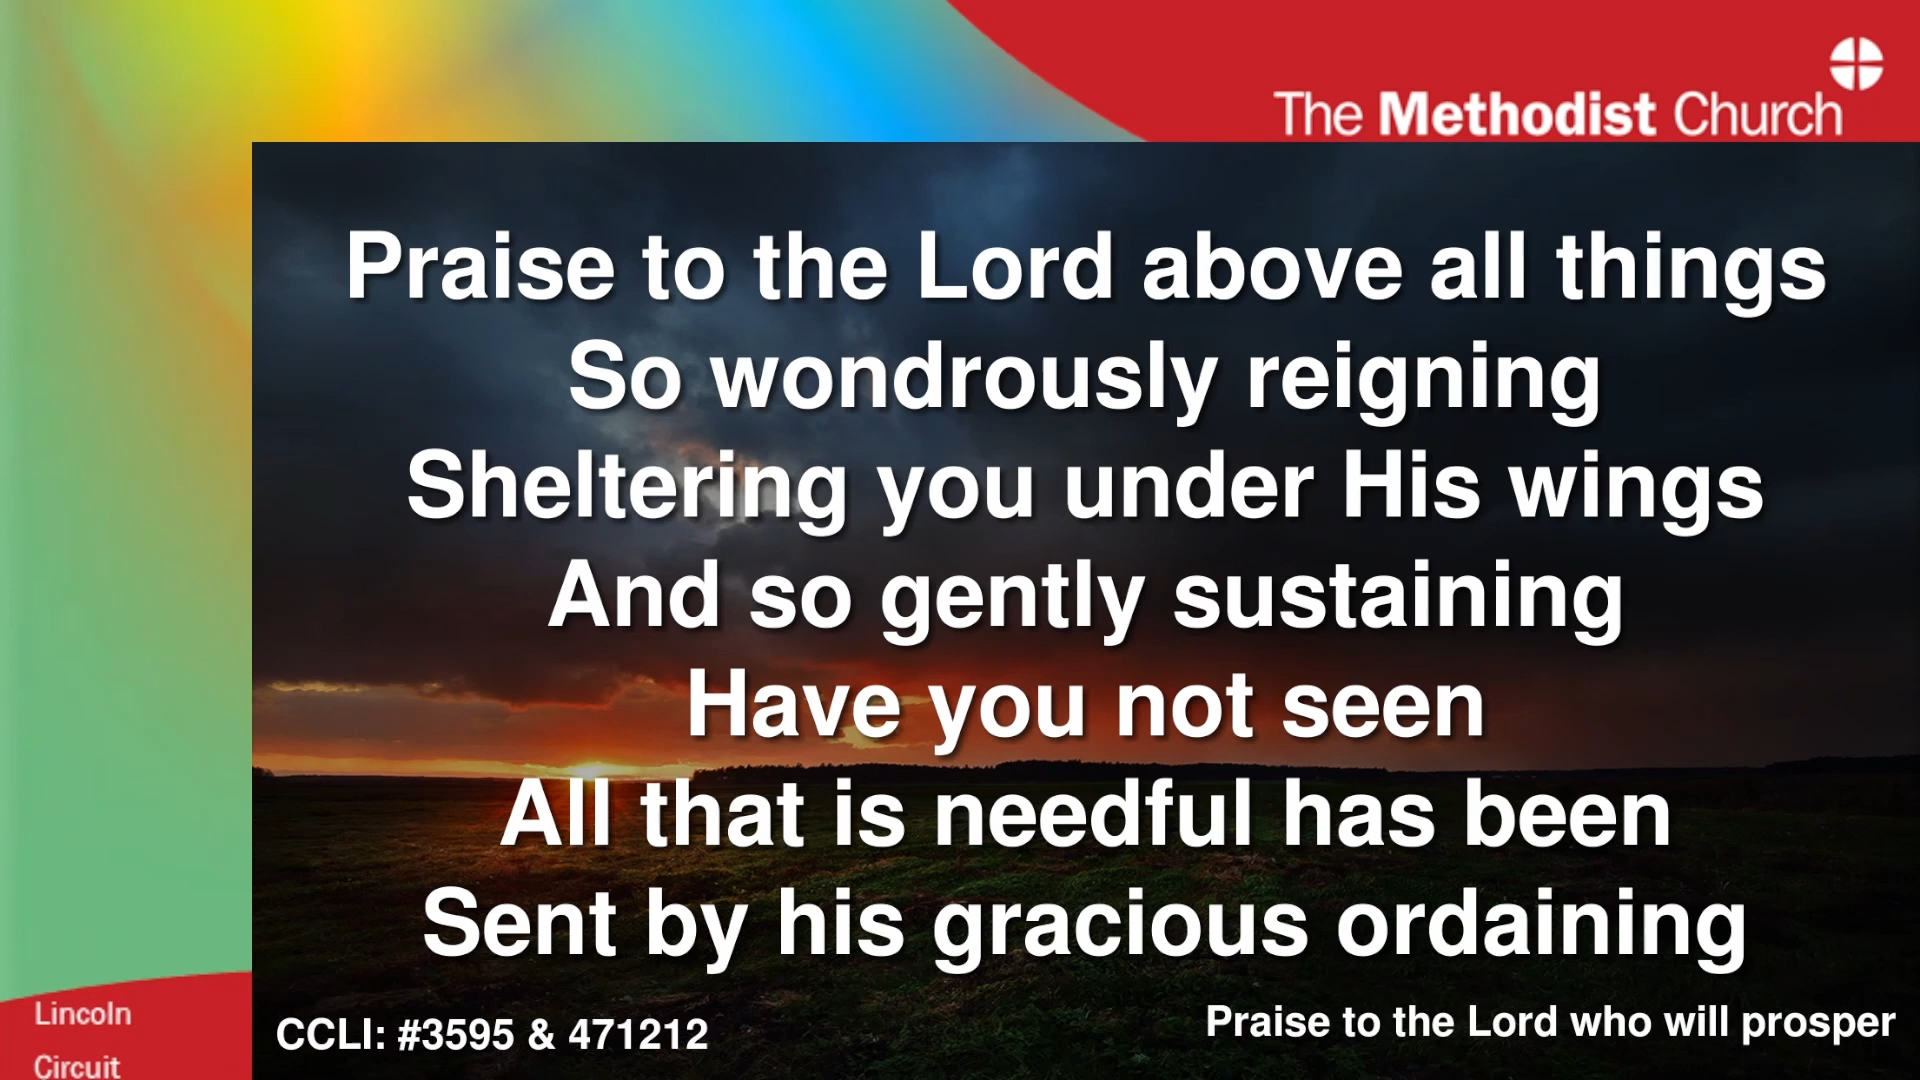 The Methodist Church
Praise to the Lord above all things
So wondrously reigning
Sheltering you under His wings
And so gently sustaining
Have you not seen
All that is needful has been
Sent by his gracious ordaining
Praise to the Lord who will prosper
CCLI: #3595 & 471212
Lincoln
Circuit